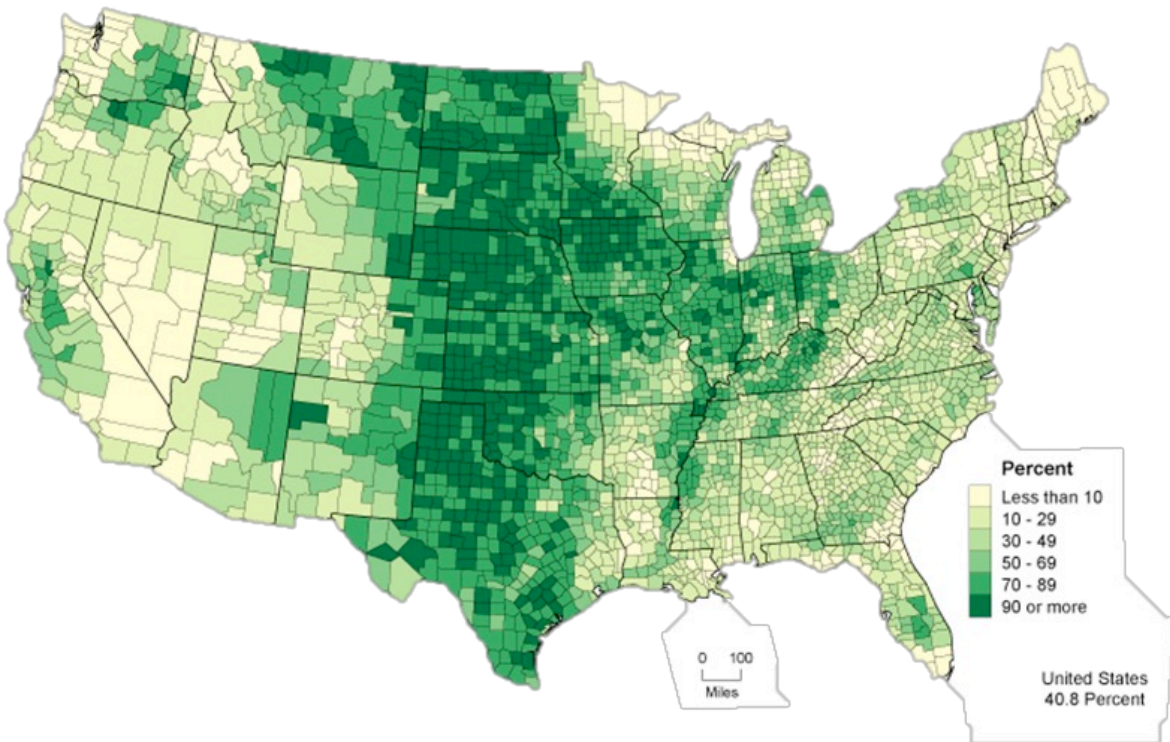 Percent
Less than 10
10 - 29
30 - 49
50 - 69
70 - 89
90 or more
0 100
Miles
United States
40.8 Percent